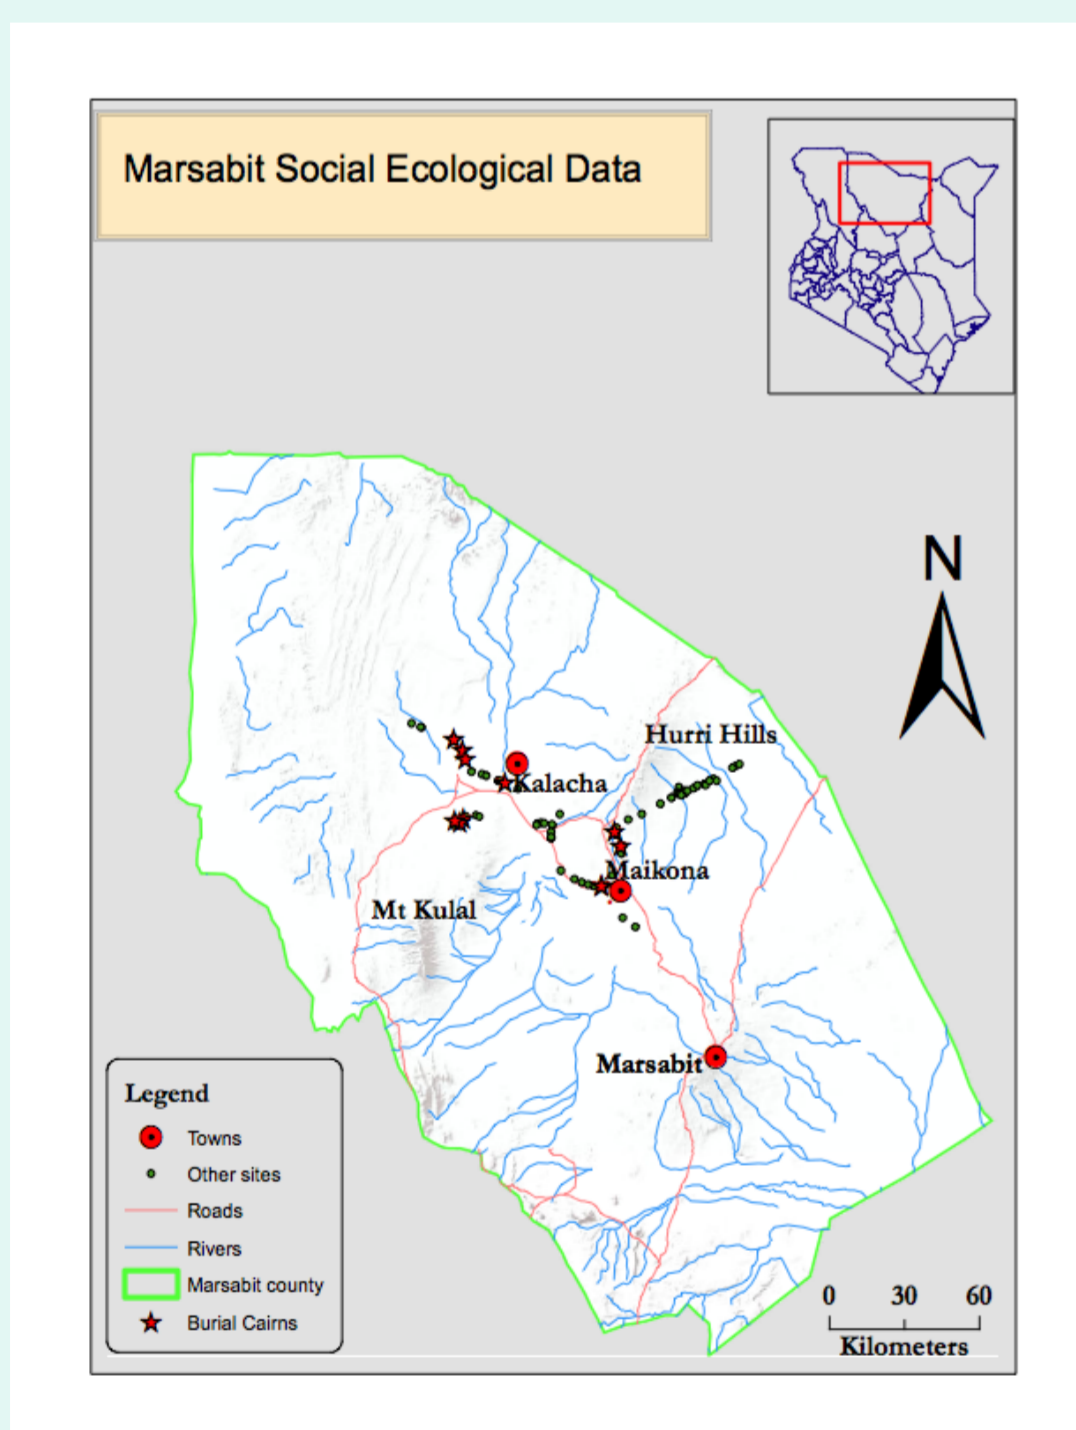 Marsabit Social Ecological Data
N
Hurri Hills
Kalacha
Maikona
Mt Kulal
Marsabit
Legend
Towns
Other sites
Roads
Rivers
Marsabit county
Burial Cairns
0 30 60
Kilometers